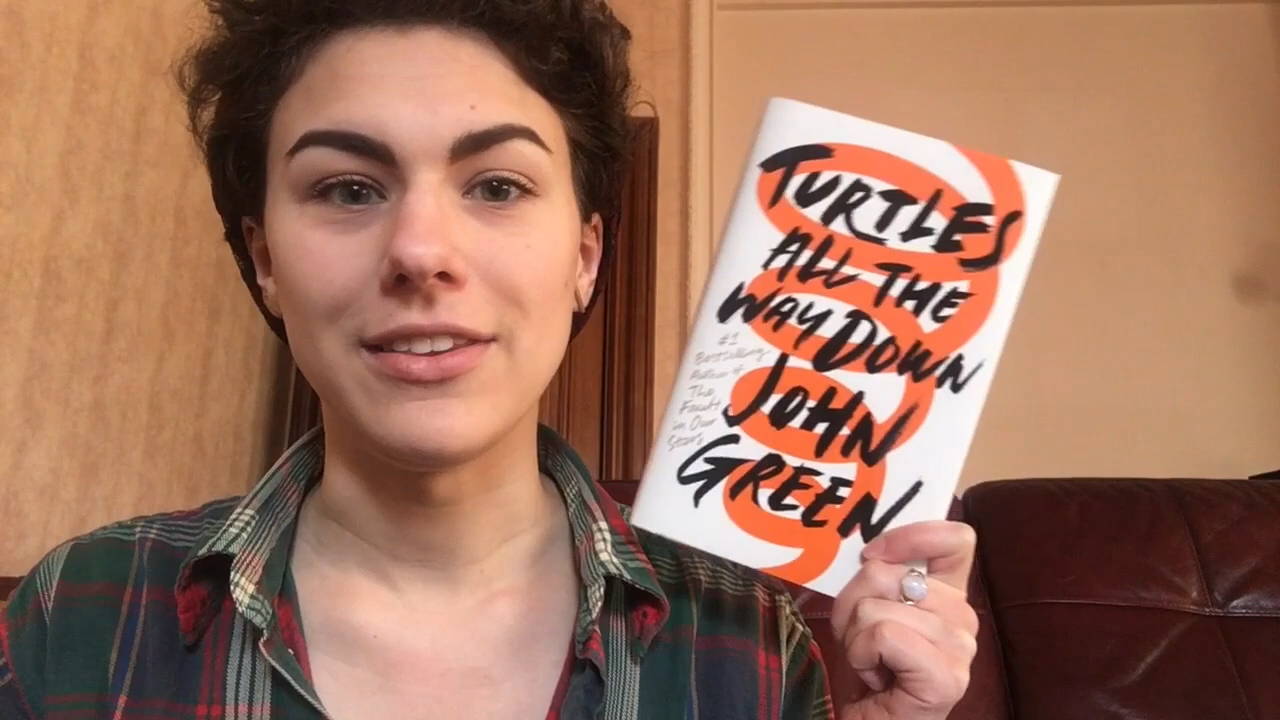 TURTLES
ALL THE
WAY DOWN
#1
Bestselling
Author of
The
Fault
in Our
Stars
JOHN
GREEN